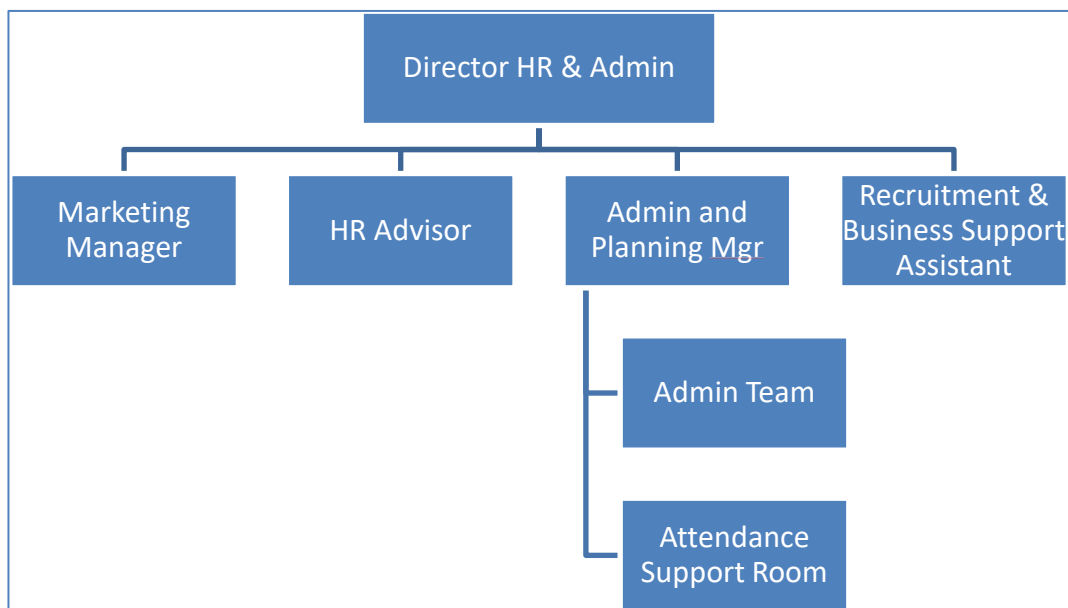 Director HR & Admin
Marketing
Manager
HR Advisor
Admin and
Planning Mgr
Recruitment &
Business Support
Assistant
Admin Team
Attendance
Support Room